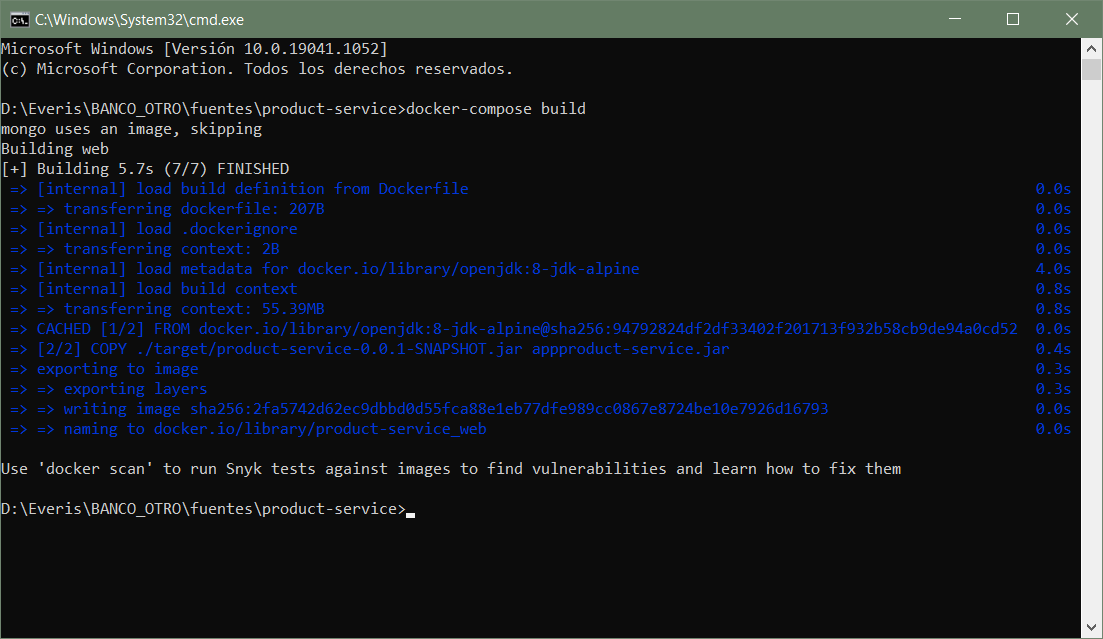 C:\Windows\System32\cmd.exe
Microsoft Windows [Versión 10.0.19041.1052]
(c) Microsoft Corporation. Todos los derechos reservados.
D:\Everis\BANCO_OTRO\fuentes\product-service>docker-compose build
mongo uses an image, skipping
Building web
[+] Building 5.7s (7/7) FINISHED
=> [internal] load build definition from Dockerfile 0.0s
=> => transferring dockerfile: 207B 0.0s
=> [internal] load .dockerignore 0.0s
=> => transferring context: 2B 0.0s
=> [internal] load metadata for docker.io/library/openjdk:8-jdk-alpine 4.0s
=> [internal] load build context 0.8s
=> => transferring context: 55.39MB 0.8s
=> CACHED [1/2] FROM docker.io/library/openjdk:8-jdk-alpine@sha256:94792824df2df33402f201713f932b58cb9de94a0cd52 0.0s
=> [2/2] COPY ./target/product-service-0.0.1-SNAPSHOT.jar appproduct-service.jar 0.4s
=> exporting to image 0.3s
=> => exporting layers 0.3s
=> => writing image sha256:2fa5742d62ec9dbbd0d55fca88e1eb77dfe989cc0867e8724be10e7926d16793 0.0s
=> => naming to docker.io/library/product-service_web 0.0s
Use 'docker scan' to run Snyk tests against images to find vulnerabilities and learn how to fix them
D:\Everis\BANCO_OTRO\fuentes\product-service>